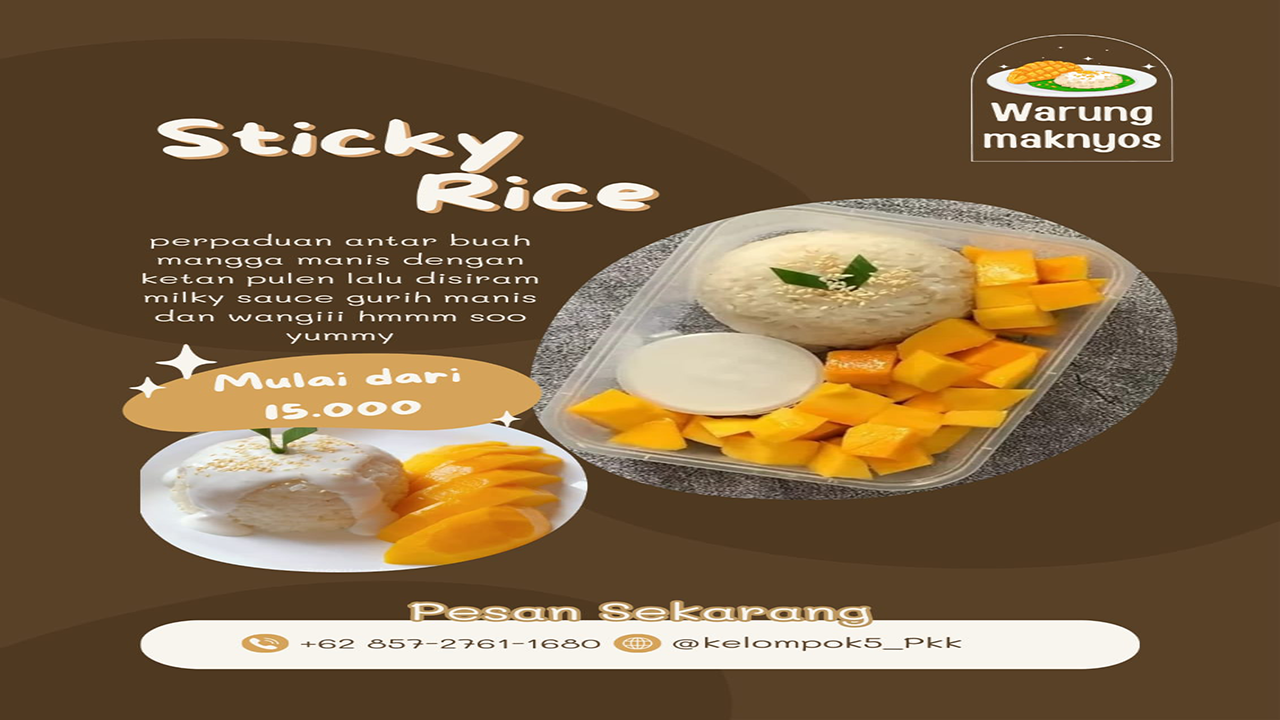 Warung
maknyos
Sticky
Rice
perpaduan antar buah
mangga manis dengan
ketan pulen lalu disiram
milky sauce gurih manis
dan wangiii hmmm soo
yummy
Mulai dari
15.000
Pesan Sekarang
+62 857-2761-1680 @kelompok5_Pkk